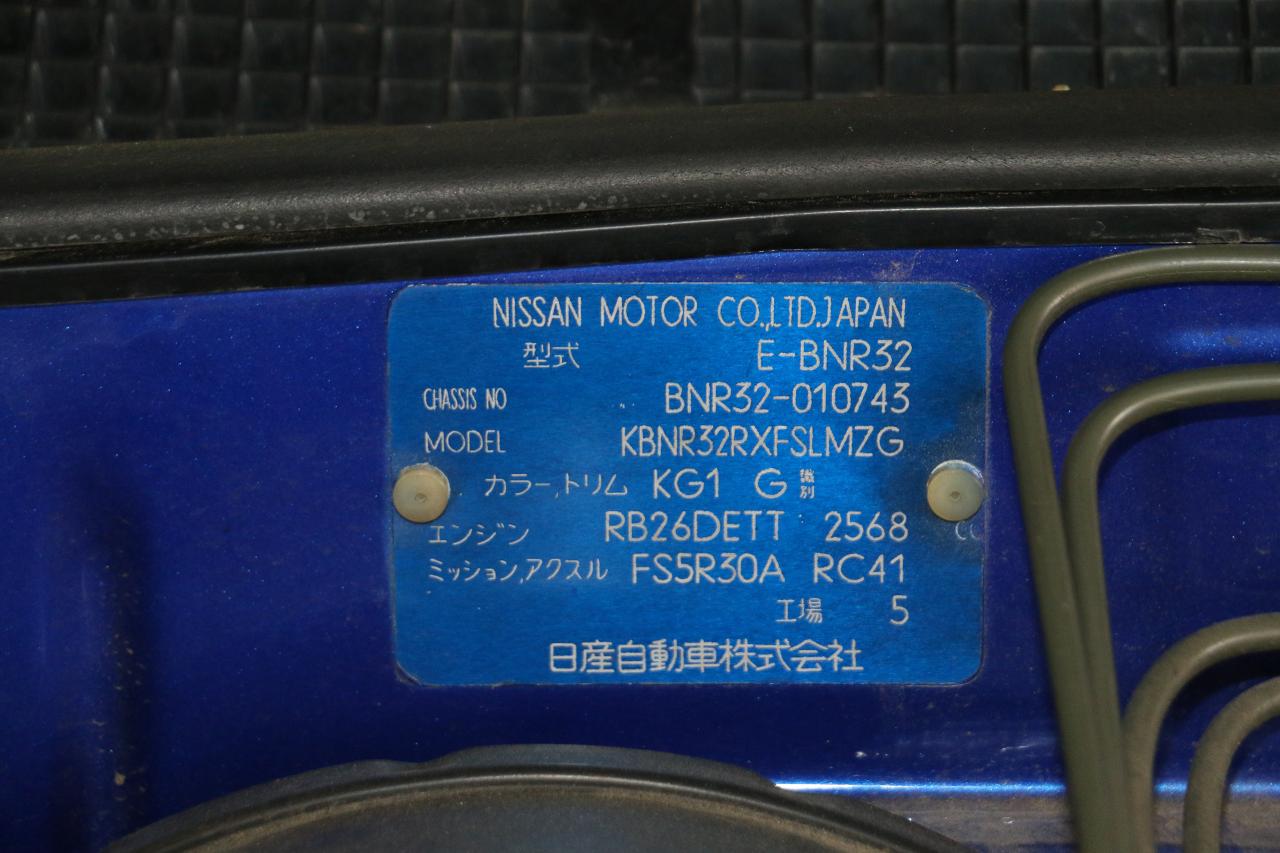 NISSAN MOTOR CO.,LTD.JAPAN
型式 E-BNR32
CHASSIS NO BNR32-010743
MODEL KBNR32RXFSLMZG
カラー,トリム KG1 G 識別
エンジン RB26DETT 2568 CC
ミッション,アクスル FS5R30A RC41
工場 5
日産自動車株式会社